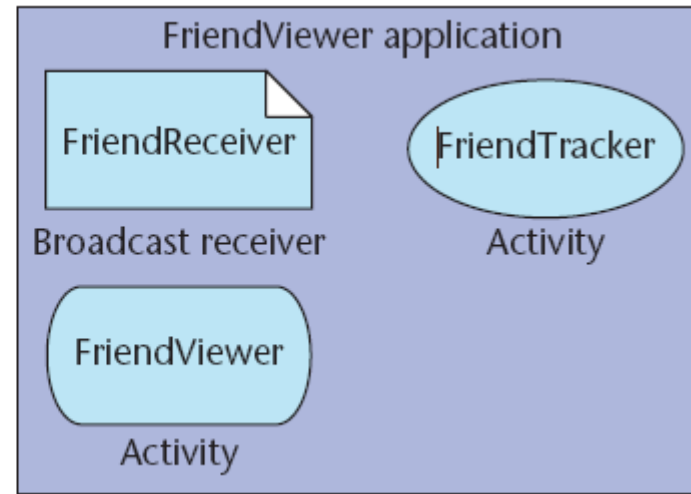 FriendViewer application
FriendReceiver
FriendTracker
Broadcast receiver
Activity
FriendViewer
Activity